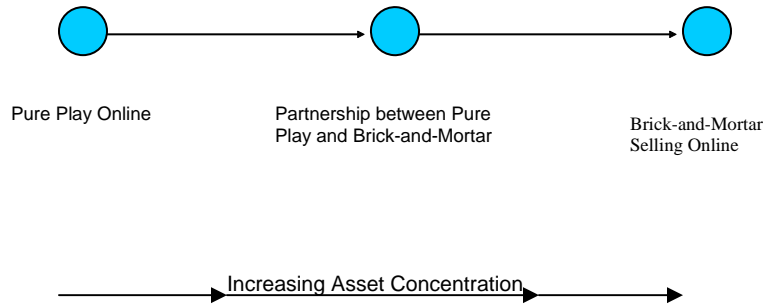 Pure Play Online
Partnership between Pure
Play and Brick-and-Mortar
Brick-and-Mortar
Selling Online
Increasing Asset Concentration